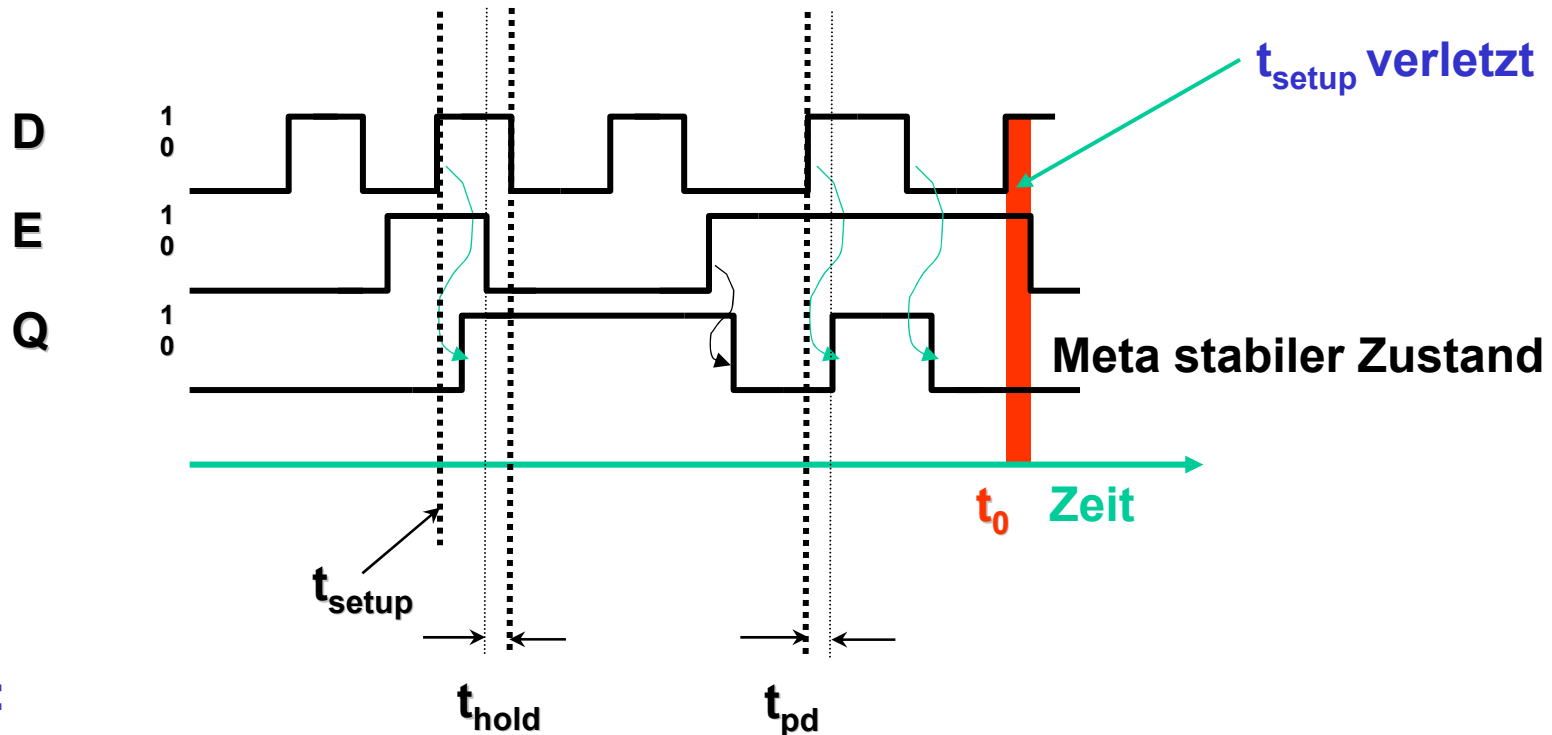 t_setup verletzt
D 1
0
E 1
0
Q 1
0
Meta stabiler Zustand
t_0 Zeit
t_setup
t_hold t_pd
: